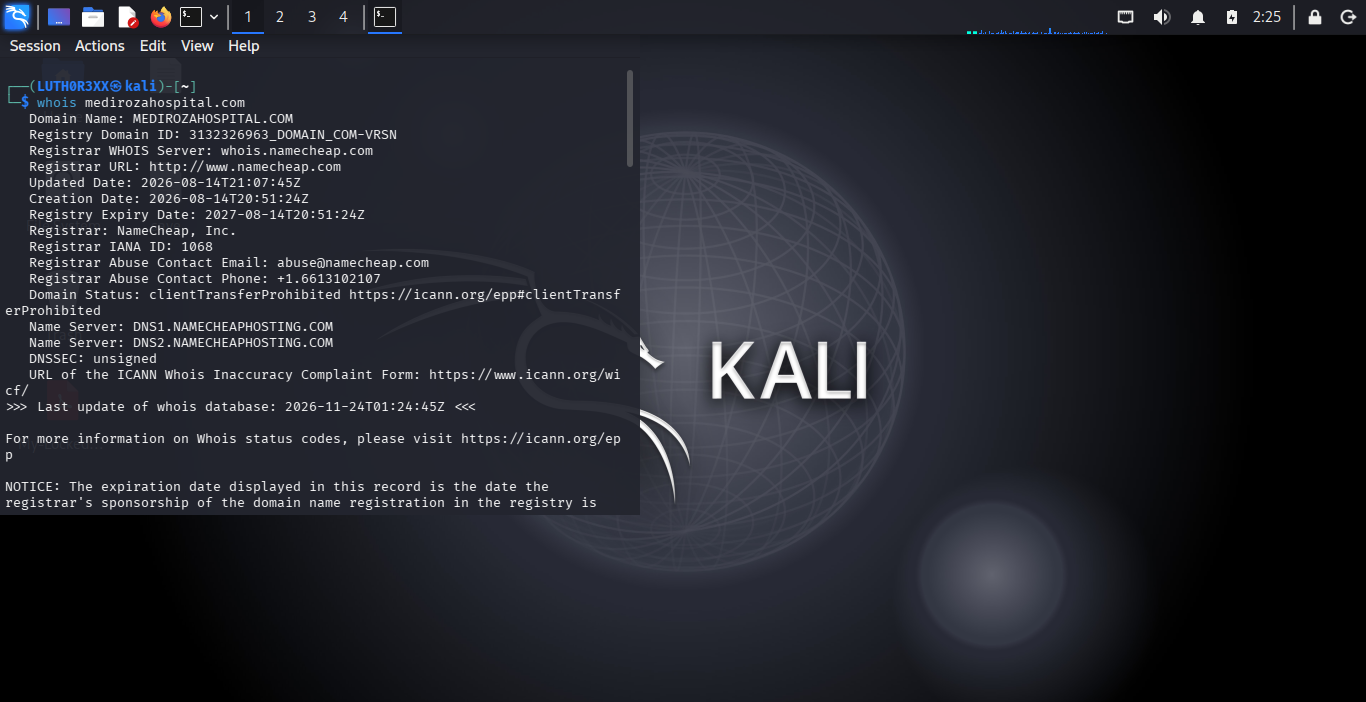 1 2 3 4 2:25
Session Actions Edit View Help
┌──(LUTH0R3XX㉿kali)-[~]
└─$ whois medirozahospital.com
Domain Name: MEDIROZAHOSPITAL.COM
Registry Domain ID: 3132326963_DOMAIN_COM-VRSN
Registrar WHOIS Server: whois.namecheap.com
Registrar URL: http://www.namecheap.com
Updated Date: 2026-08-14T21:07:45Z
Creation Date: 2026-08-14T20:51:24Z
Registry Expiry Date: 2027-08-14T20:51:24Z
Registrar: NameCheap, Inc.
Registrar IANA ID: 1068
Registrar Abuse Contact Email: abuse@namecheap.com
Registrar Abuse Contact Phone: +1.6613102107
Domain Status: clientTransferProhibited https://icann.org/epp#clientTransf
erProhibited
Name Server: DNS1.NAMECHEAPHOSTING.COM
Name Server: DNS2.NAMECHEAPHOSTING.COM
DNSSEC: unsigned
URL of the ICANN Whois Inaccuracy Complaint Form: https://www.icann.org/wi
cf/
>>> Last update of whois database: 2026-11-24T01:24:45Z <<<
For more information on Whois status codes, please visit https://icann.org/ep
p
NOTICE: The expiration date displayed in this record is the date the
registrar's sponsorship of the domain name registration in the registry is
KALI